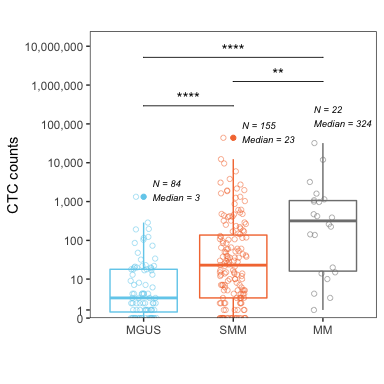 10,000,000
1,000,000
100,000
10,000
1,000
100
10
1
0
CTC counts
****
**
****
N = 84
Median = 3
N = 155
Median = 23
N = 22
Median = 324
MGUS
SMM
MM